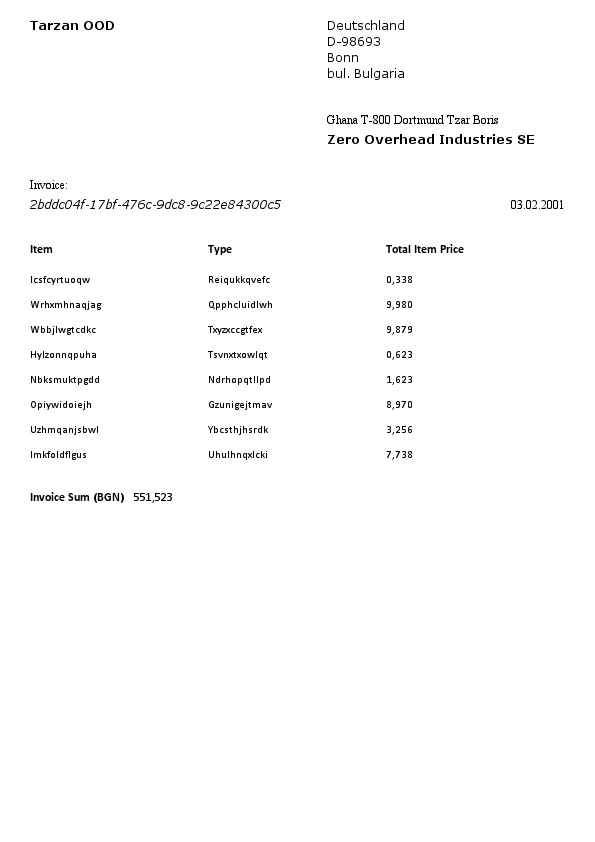 Tarzan OOD
Deutschland
D-98693
Bonn
bul. Bulgaria
Ghana T-800 Dortmund Tzar Boris
Zero Overhead Industries SE
Invoice:
2bddc04f-17bf-476c-9dc8-9c22e84300c5 03.02.2001
Item Type Total Item Price
Icsfcyrtuoqw Reiqukkqvefc 0,338
Wrhxmhnaqjag Qpphcluidlwh 9,980
Wbbjlwgtcdkc Txyzxccgtfex 9,879
Hylzonnqpuha Tsvnxtxowlqt 0,623
Nbksmuktpgdd Ndrhopqtllpd 1,623
Opiywidoiejh Gzunigejtmav 8,970
Uzhmqanjsbwl Ybcsthjhsrdk 3,256
Imkfoldflgus Uhulhnqxlcki 7,738
Invoice Sum (BGN) 551,523